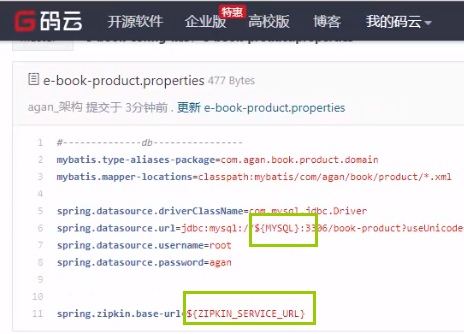 码云 开源软件 企业版 特惠 高校版 博客 我的码云
e-book-product.properties 477 Bytes
agan_架构 提交于 3分钟前 . 更新 e-book-product.properties
1 #-------------db----------------
2 mybatis.type-aliases-package=com.agan.book.product.domain
3 mybatis.mapper-locations=classpath:mybatis/com/agan/book/product/*.xml
4
5 spring.datasource.driverClassName=com.mysql.jdbc.Driver
6 spring.datasource.url=jdbc:mysql://${MYSQL}:3306/book-product?useUnicode
7 spring.datasource.username=root
8 spring.datasource.password=agan
9
10
11 spring.zipkin.base-url=${ZIPKIN_SERVICE_URL}